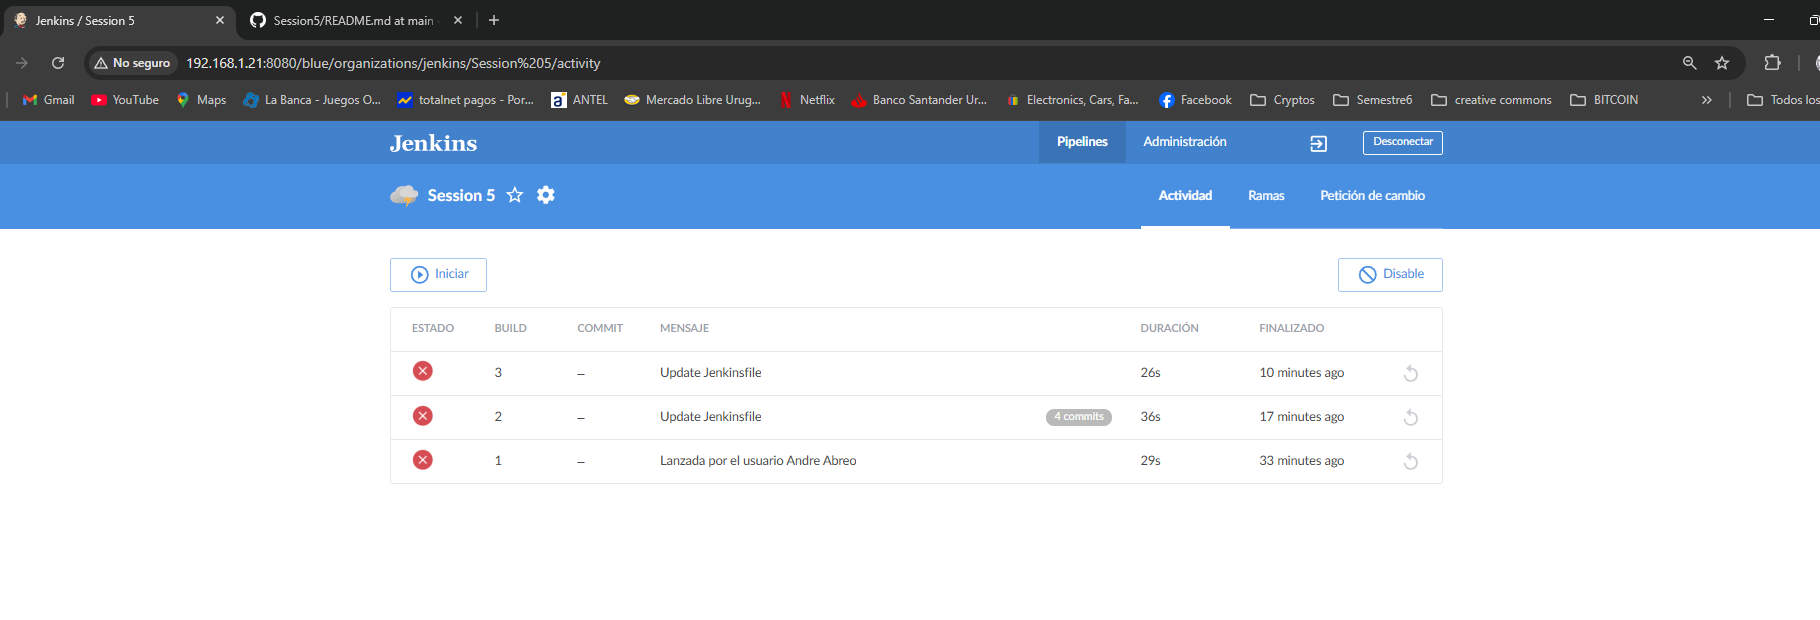 Jenkins / Session 5
Session5/README.md at main
No seguro 192.168.1.21:8080/blue/organizations/jenkins/Session%205/activity
Gmail YouTube Maps La Banca - Juegos O... totalnet pagos - Por... ANTEL Mercado Libre Urug... Netflix Banco Santander Ur... Electronics, Cars, Fa... Facebook Cryptos Semestre6 creative commons BITCOIN » Todos los
Jenkins Pipelines Administración Desconectar
Session 5 Actividad Ramas Petición de cambio
Iniciar Disable
ESTADO BUILD COMMIT MENSAJE DURACIÓN FINALIZADO
3 – Update Jenkinsfile 26s 10 minutes ago
2 – Update Jenkinsfile 4 commits 36s 17 minutes ago
1 – Lanzada por el usuario Andre Abreo 29s 33 minutes ago